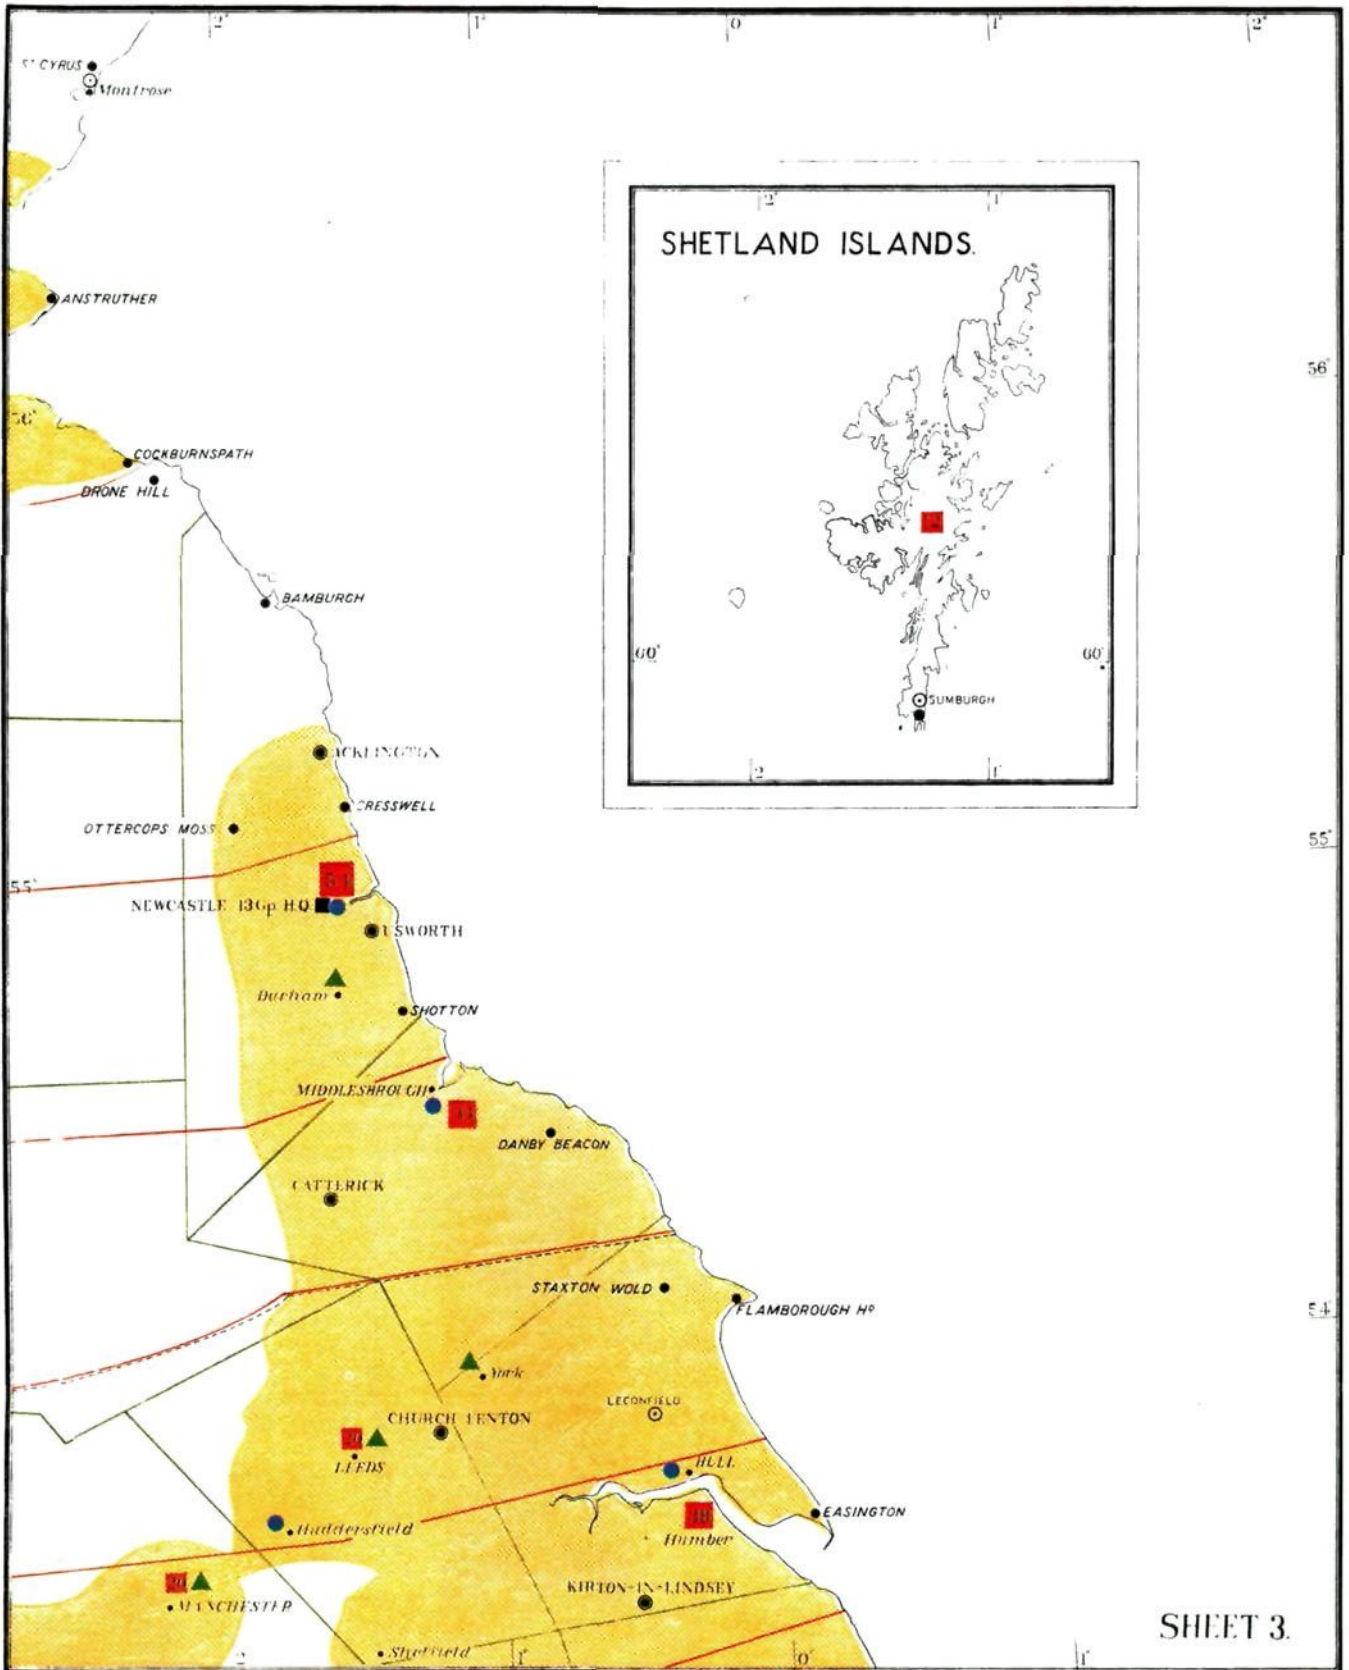 2°
1°
0
1°
2°
ST CYRUS
Montrose
2°
1°
SHETLAND ISLANDS.
ANSTRUTHER
56°
56°
COCKBURNSPATH
DRONE HILL
BAMBURGH
60°
60°
SUMBURGH
ACKLINGTON
2
1°
CRESSWELL
OTTERCOPS MOSS
55°
54
55°
NEWCASTLE 13Gp H.Q
USWORTH
Durham
SHOTTON
MIDDLESBROUGH
DANBY BEACON
CATTERICK
STAXTON WOLD
FLAMBOROUGH HD
54°
York
LECONFIELD
CHURCH FENTON
LEEDS
HULL
EASINGTON
Huddersfield
Humber
KIRTON-IN-LINDSEY
MANCHESTER
SHEET 3.
Sheffield
2
1°
0°
1°